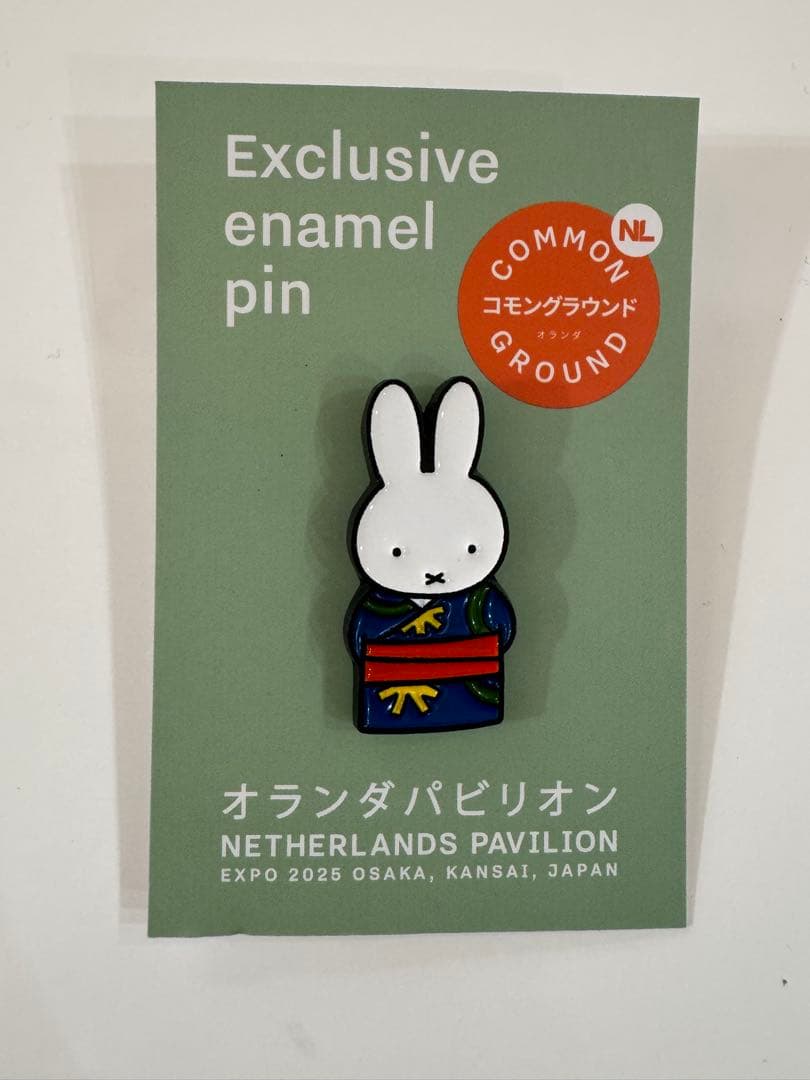 Exclusive
enamel
pin
NL
COMMON
コモングラウンド
オランダ
GROUND
オランダパビリオン
NETHERLANDS PAVILION
EXPO 2025 OSAKA, KANSAI, JAPAN